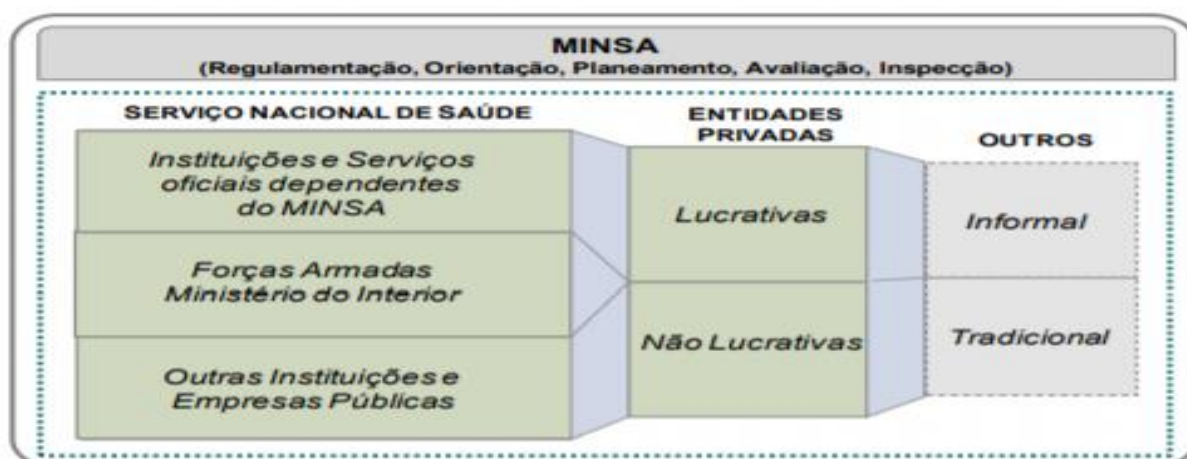 MINSA
(Regulamentação, Orientação, Planeamento, Avaliação, Inspecção)
SERVIÇO NACIONAL DE SAÚDE
Instituições e Serviços
oficiais dependentes
do MINSA
Forças Armadas
Ministério do Interior
Outras Instituições e
Empresas Públicas
ENTIDADES
PRIVADAS
Lucrativas
Não Lucrativas
OUTROS
Informal
Tradicional